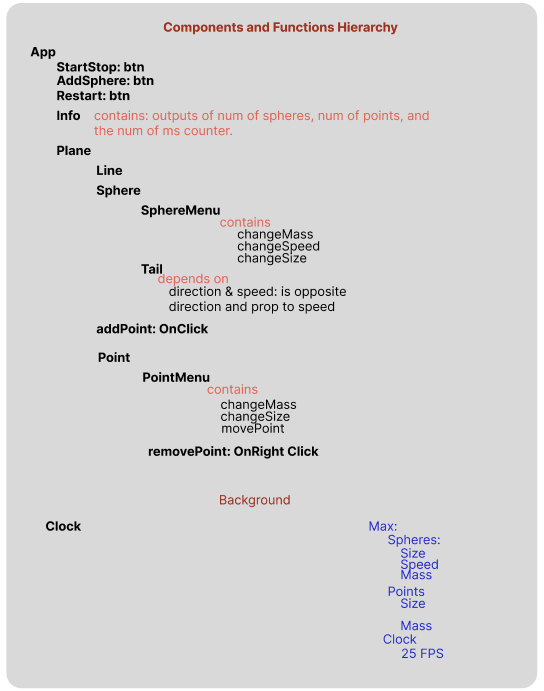 Components and Functions Hierarchy
App
StartStop: btn
AddSphere: btn
Restart: btn
Info contains: outputs of num of spheres, num of points, and
the num of ms counter.
Plane
Line
Sphere
SphereMenu
contains
changeMass
changeSpeed
changeSize
Tail
depends on
direction & speed: is opposite
direction and prop to speed
addPoint: OnClick
Point
PointMenu
contains
changeMass
changeSize
movePoint
removePoint: OnRight Click
Background
Clock
Max:
Spheres:
Size
Speed
Mass
Points
Size
Mass
Clock
25 FPS